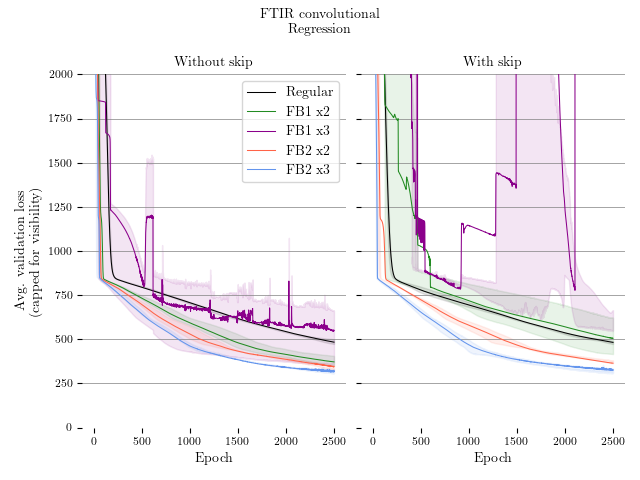 FTIR convolutional
Regression
Without skip
With skip
Avg. validation loss
(capped for visibility)
2000
1750
1500
1250
1000
750
500
250
0
Regular
FB1 x2
FB1 x3
FB2 x2
FB2 x3
0 500 1000 1500 2000 2500
0 500 1000 1500 2000 2500
Epoch
Epoch